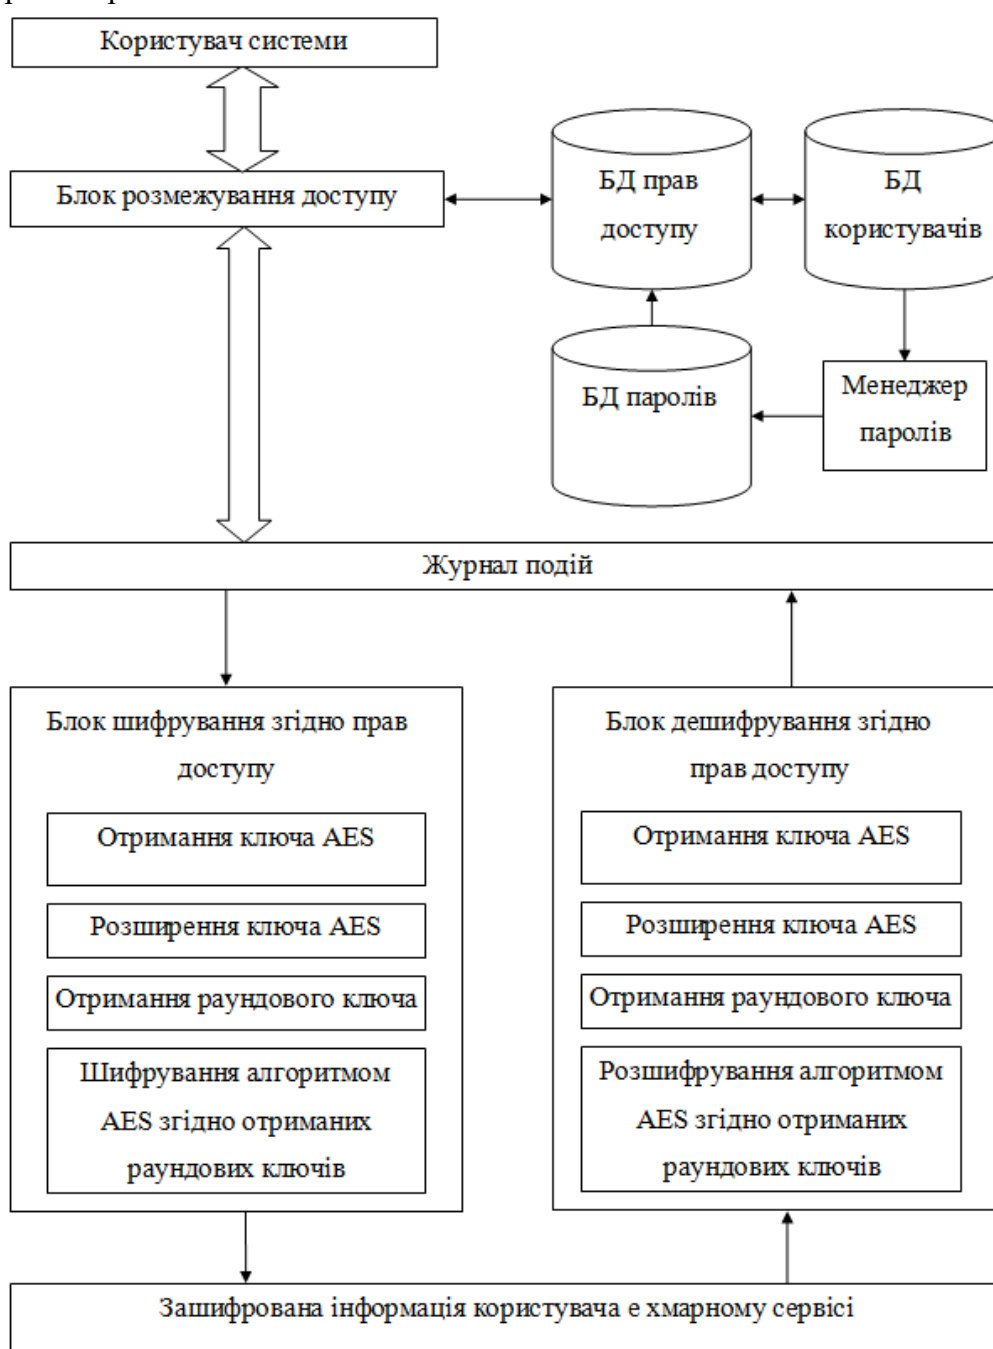 Користувач системи
Блок розмежування доступу
БД прав
доступу
БД
користувачів
БД паролів
Менеджер
паролів
Журнал подій
Блок шифрування згідно прав
доступу
Отримання ключа AES
Розширення ключа AES
Отримання раундового ключа
Шифрування алгоритмом
AES згідно отриманих
раундових ключів
Блок дешифрування згідно
прав доступу
Отримання ключа AES
Розширення ключа AES
Отримання раундового ключа
Розшифрування алгоритмом
AES згідно отриманих
раундових ключів
Зашифрована інформація користувача е хмарному сервісі